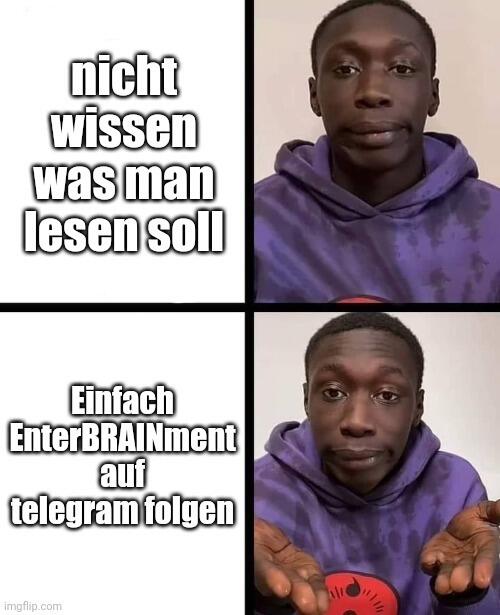 nicht
wissen
was man
lesen soll
Einfach
EnterBRAINment
auf
telegram folgen
imgflip.com